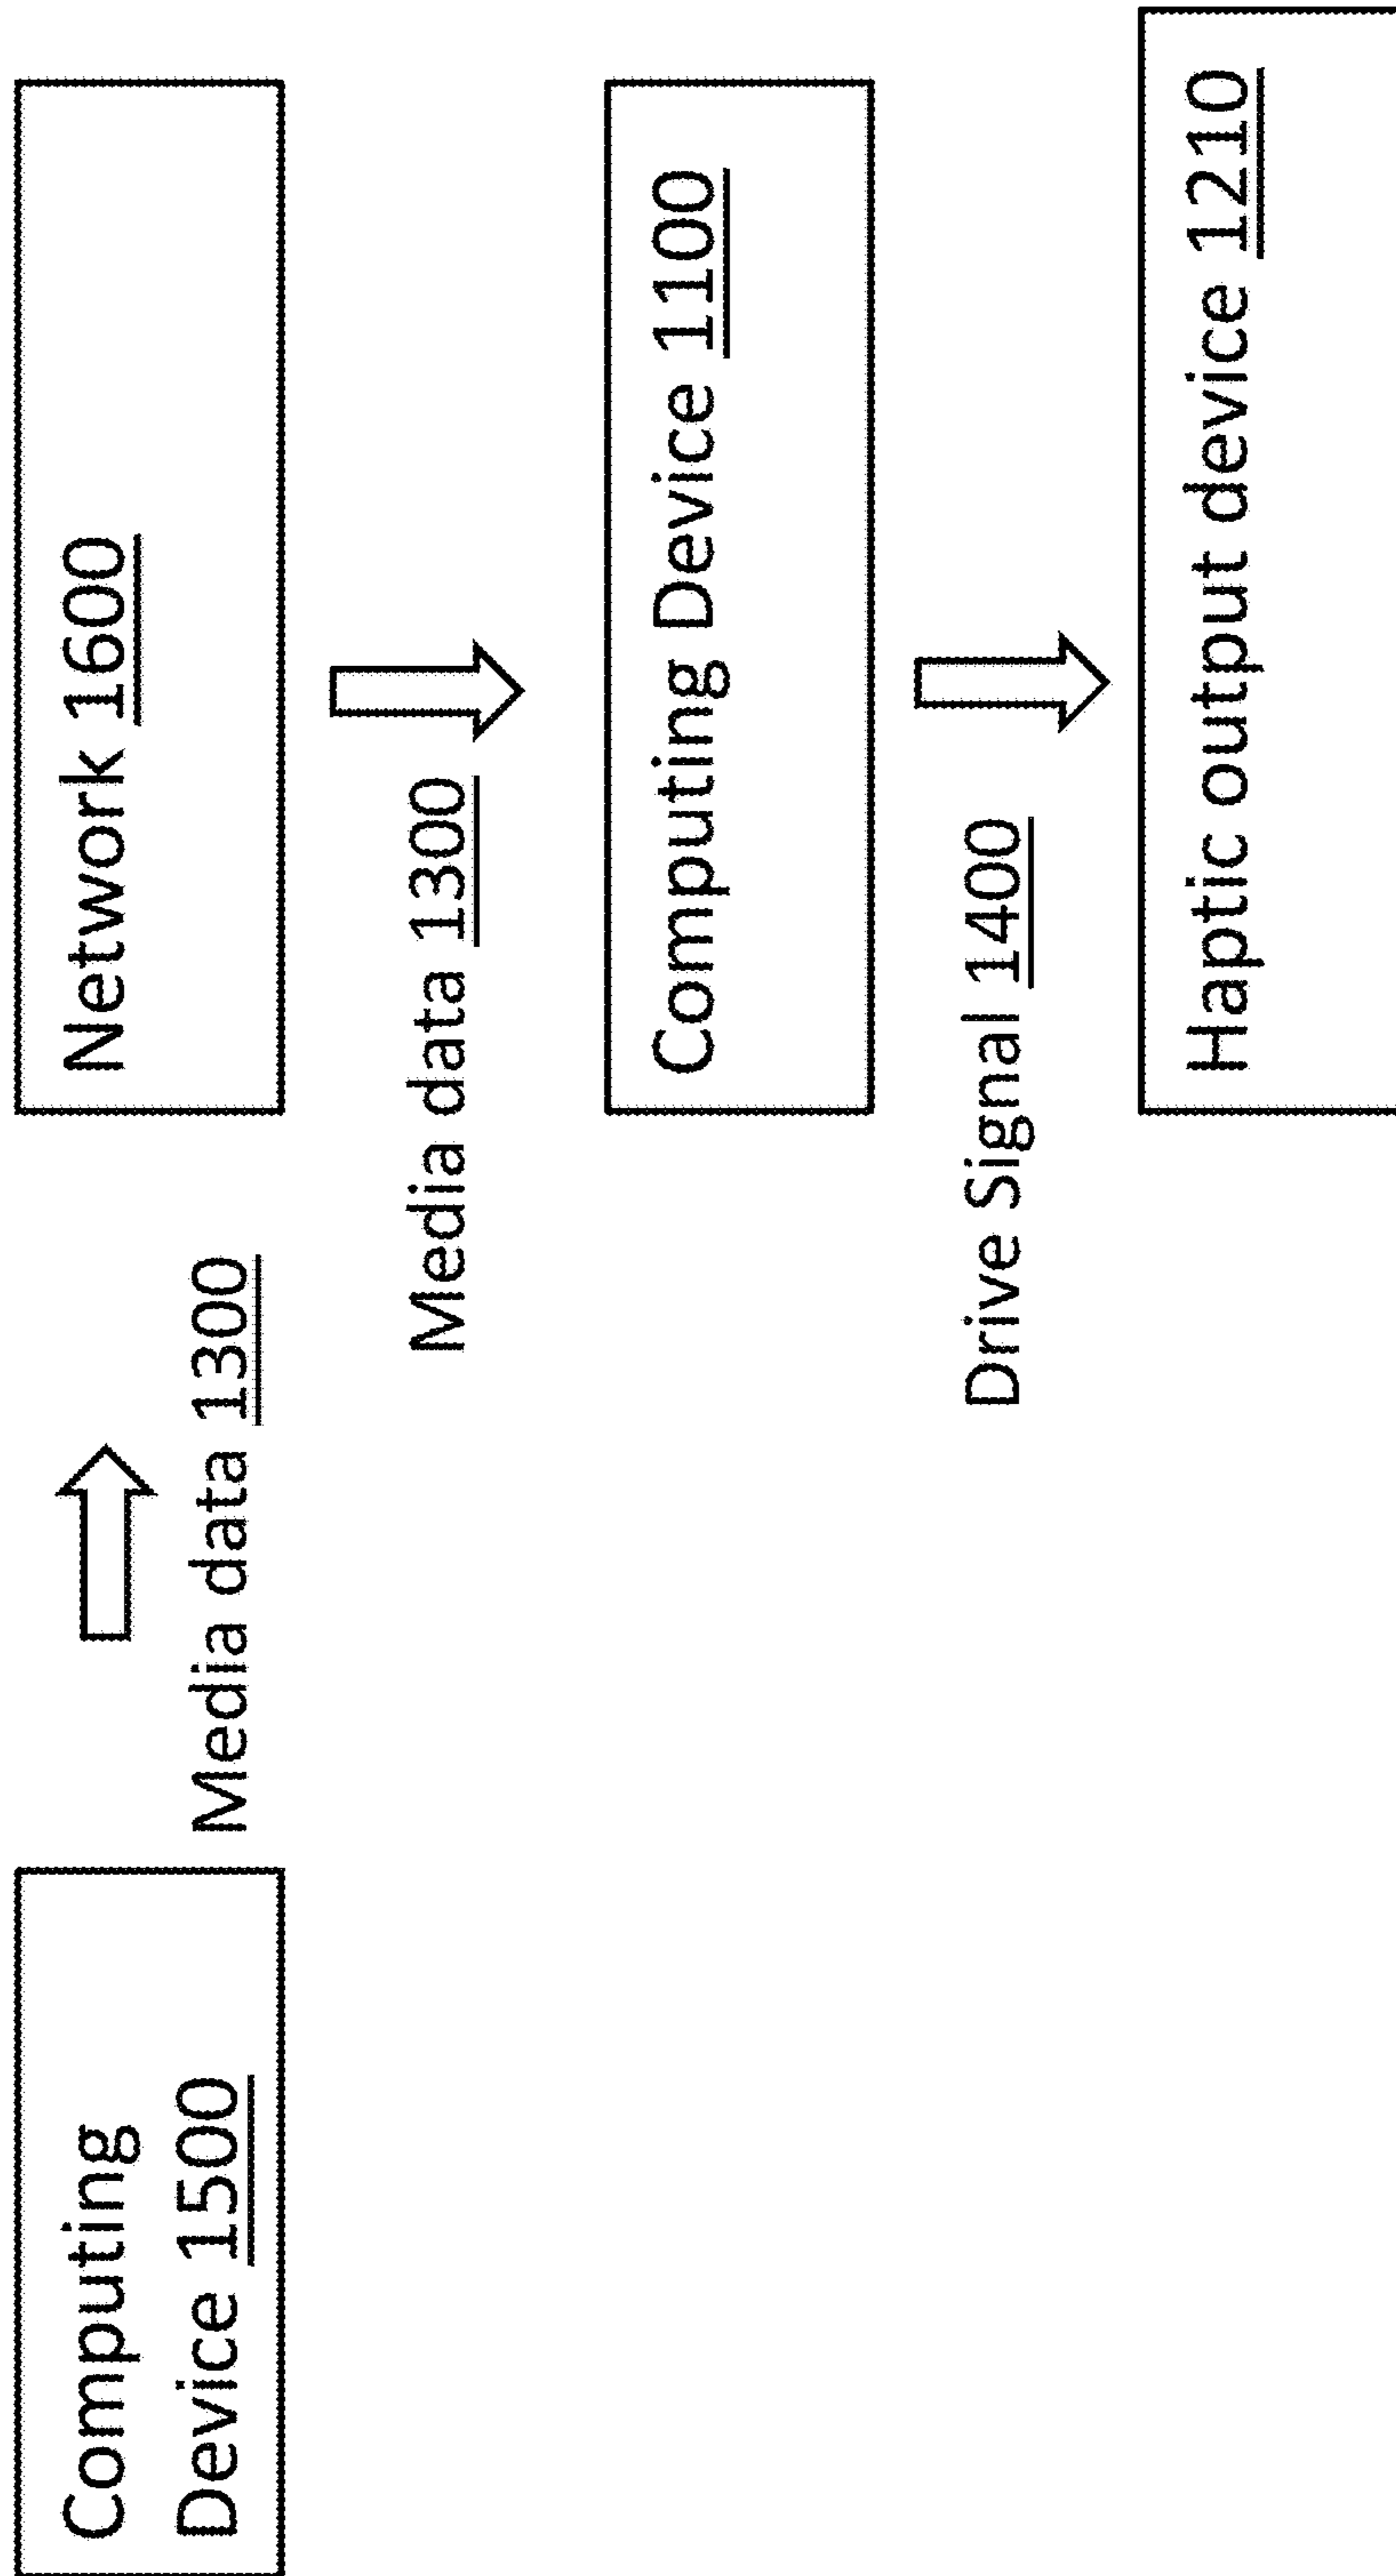 Computing
Device 1500
Media data 1300
Network 1600
Media data 1300
Computing Device 1100
Drive Signal 1400
Haptic output device 1210